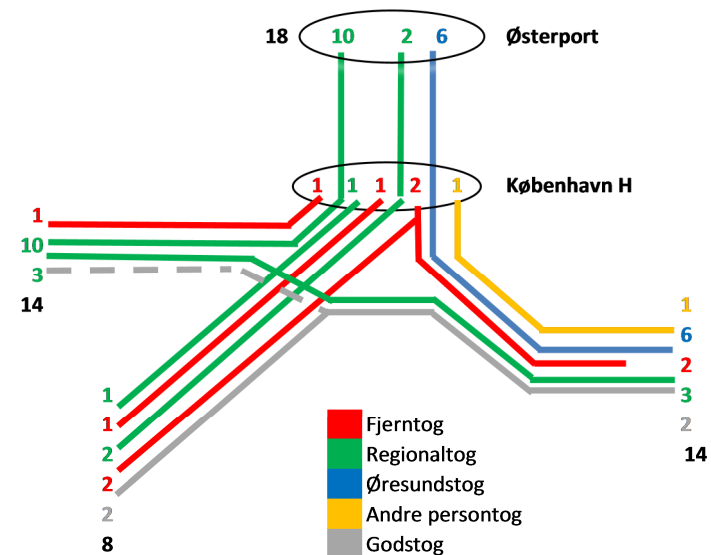 18 10 2 6 Østerport
1 1 1 2 1 København H
1
10
3
14
1
6
2
3
2
14
1
1
2
2
2
8
Fjerntog
Regionaltog
Øresundstog
Andre persontog
Godstog